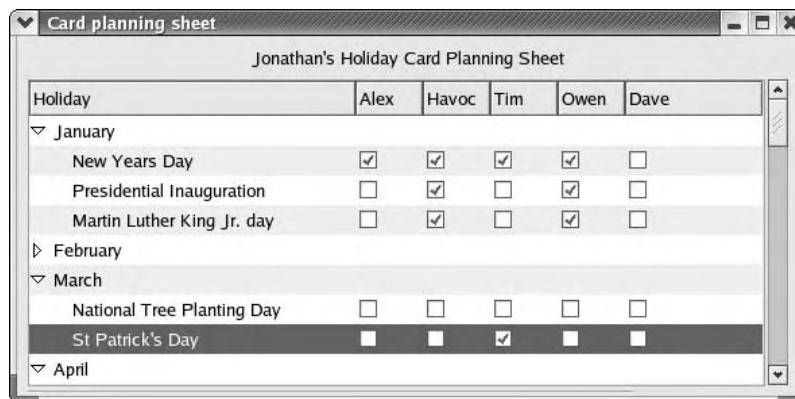 Card planning sheet
Jonathan's Holiday Card Planning Sheet
Holiday Alex Havoc Tim Owen Dave
January
New Years Day
Presidential Inauguration
Martin Luther King Jr. day
February
March
National Tree Planting Day
St Patrick's Day
April